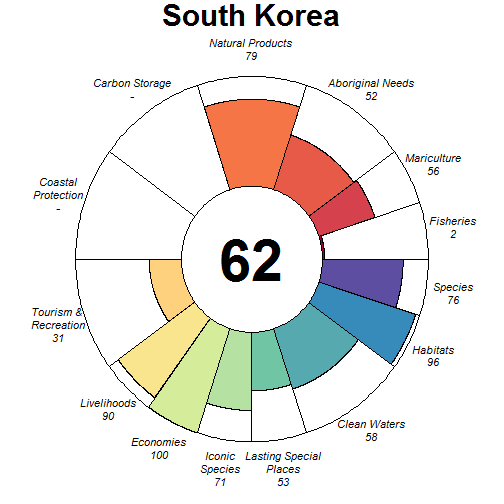 South Korea
Natural Products
79
Aboriginal Needs
52
Mariculture
56
Fisheries
2
Species
76
Habitats
96
Clean Waters
58
Lasting Special
Places
53
Iconic
Species
71
Economies
100
Livelihoods
90
Tourism &
Recreation
31
Coastal
Protection
-
Carbon Storage
-
62